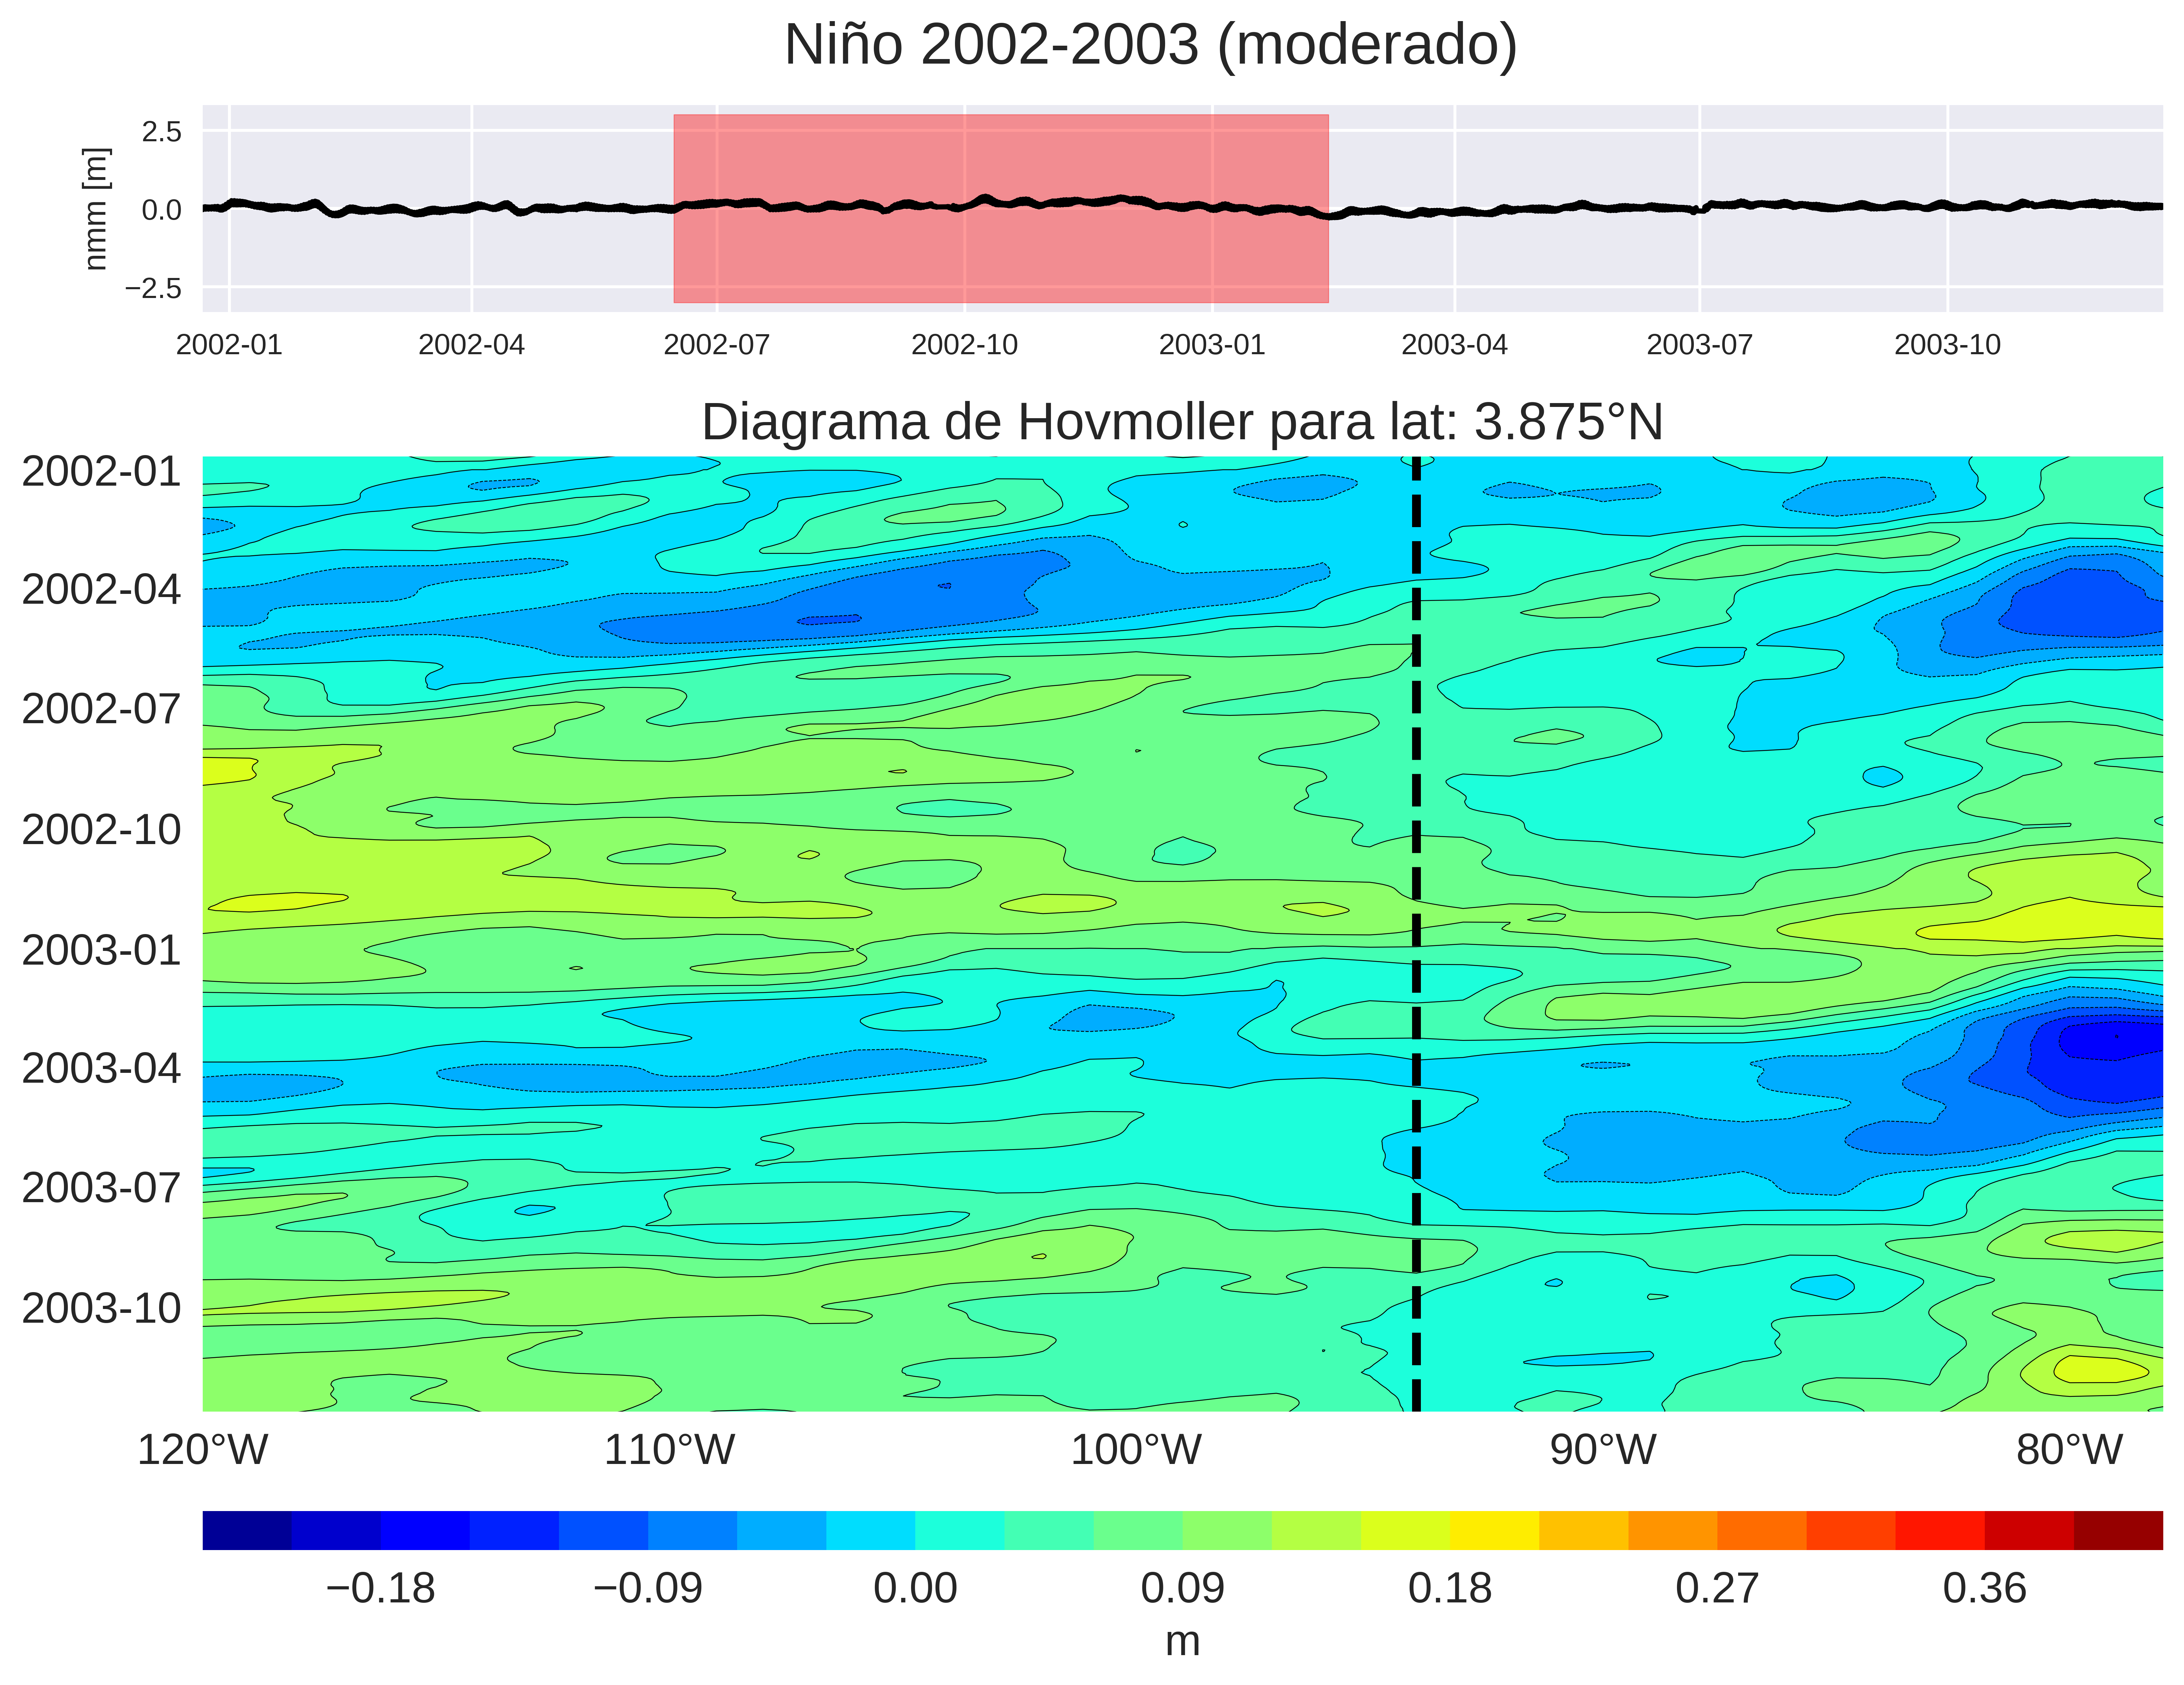 Niño 2002-2003 (moderado)
nmm [m]
2.5
0.0
−2.5
2002-01 2002-04 2002-07 2002-10 2003-01 2003-04 2003-07 2003-10
Diagrama de Hovmoller para lat: 3.875°N
2002-01
2002-04
2002-07
2002-10
2003-01
2003-04
2003-07
2003-10
120°W 110°W 100°W 90°W 80°W
−0.18 −0.09 0.00 0.09 0.18 0.27 0.36
m